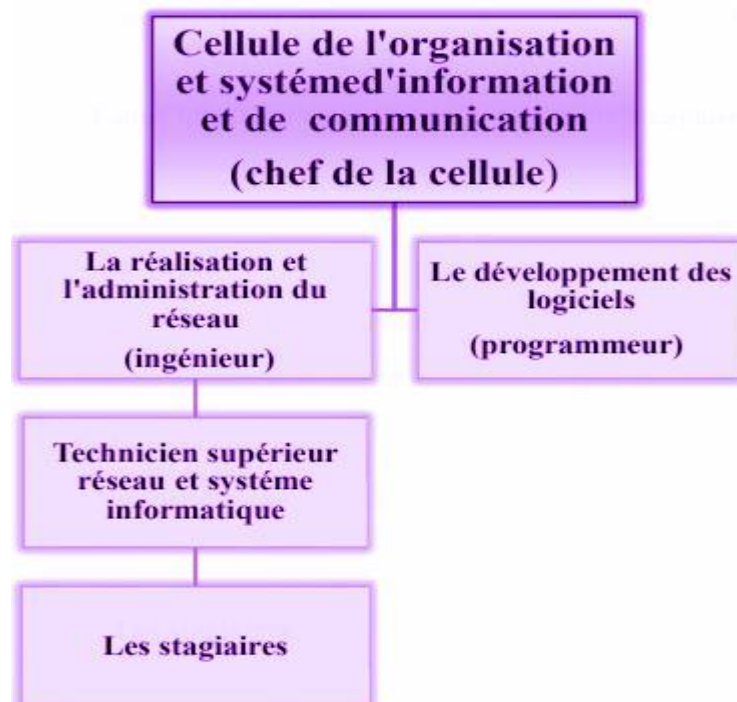 Cellule de l'organisation
et systémed'information
et de communication
(chef de la cellule)
La réalisation et
l'administration du
réseau
(ingénieur)
Le développement des
logiciels
(programmeur)
Technicien supérieur
réseau et systéme
informatique
Les stagiaires